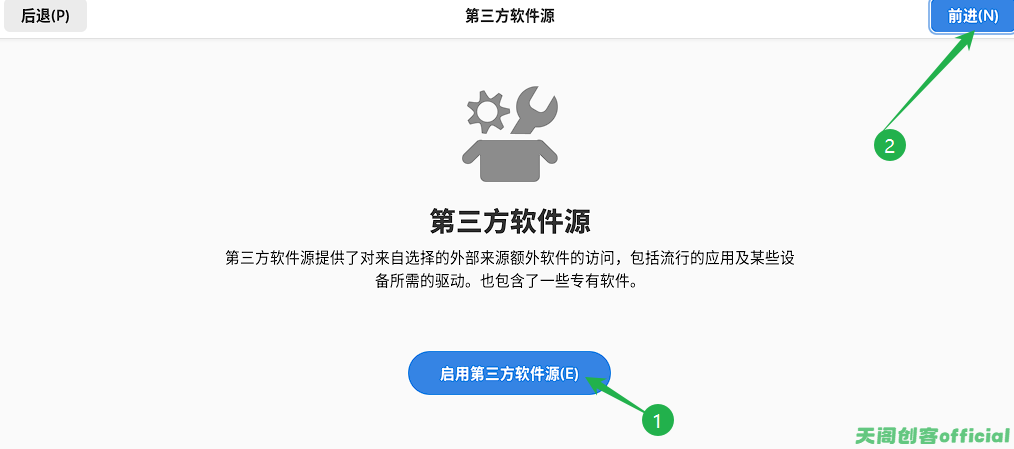 后退(P)
第三方软件源
前进(N)
2
第三方软件源
第三方软件源提供了对来自选择的外部来源额外软件的访问，包括流行的应用及某些设
备所需的驱动。也包含了一些专有软件。
启用第三方软件源(E)
1
天阁创客official